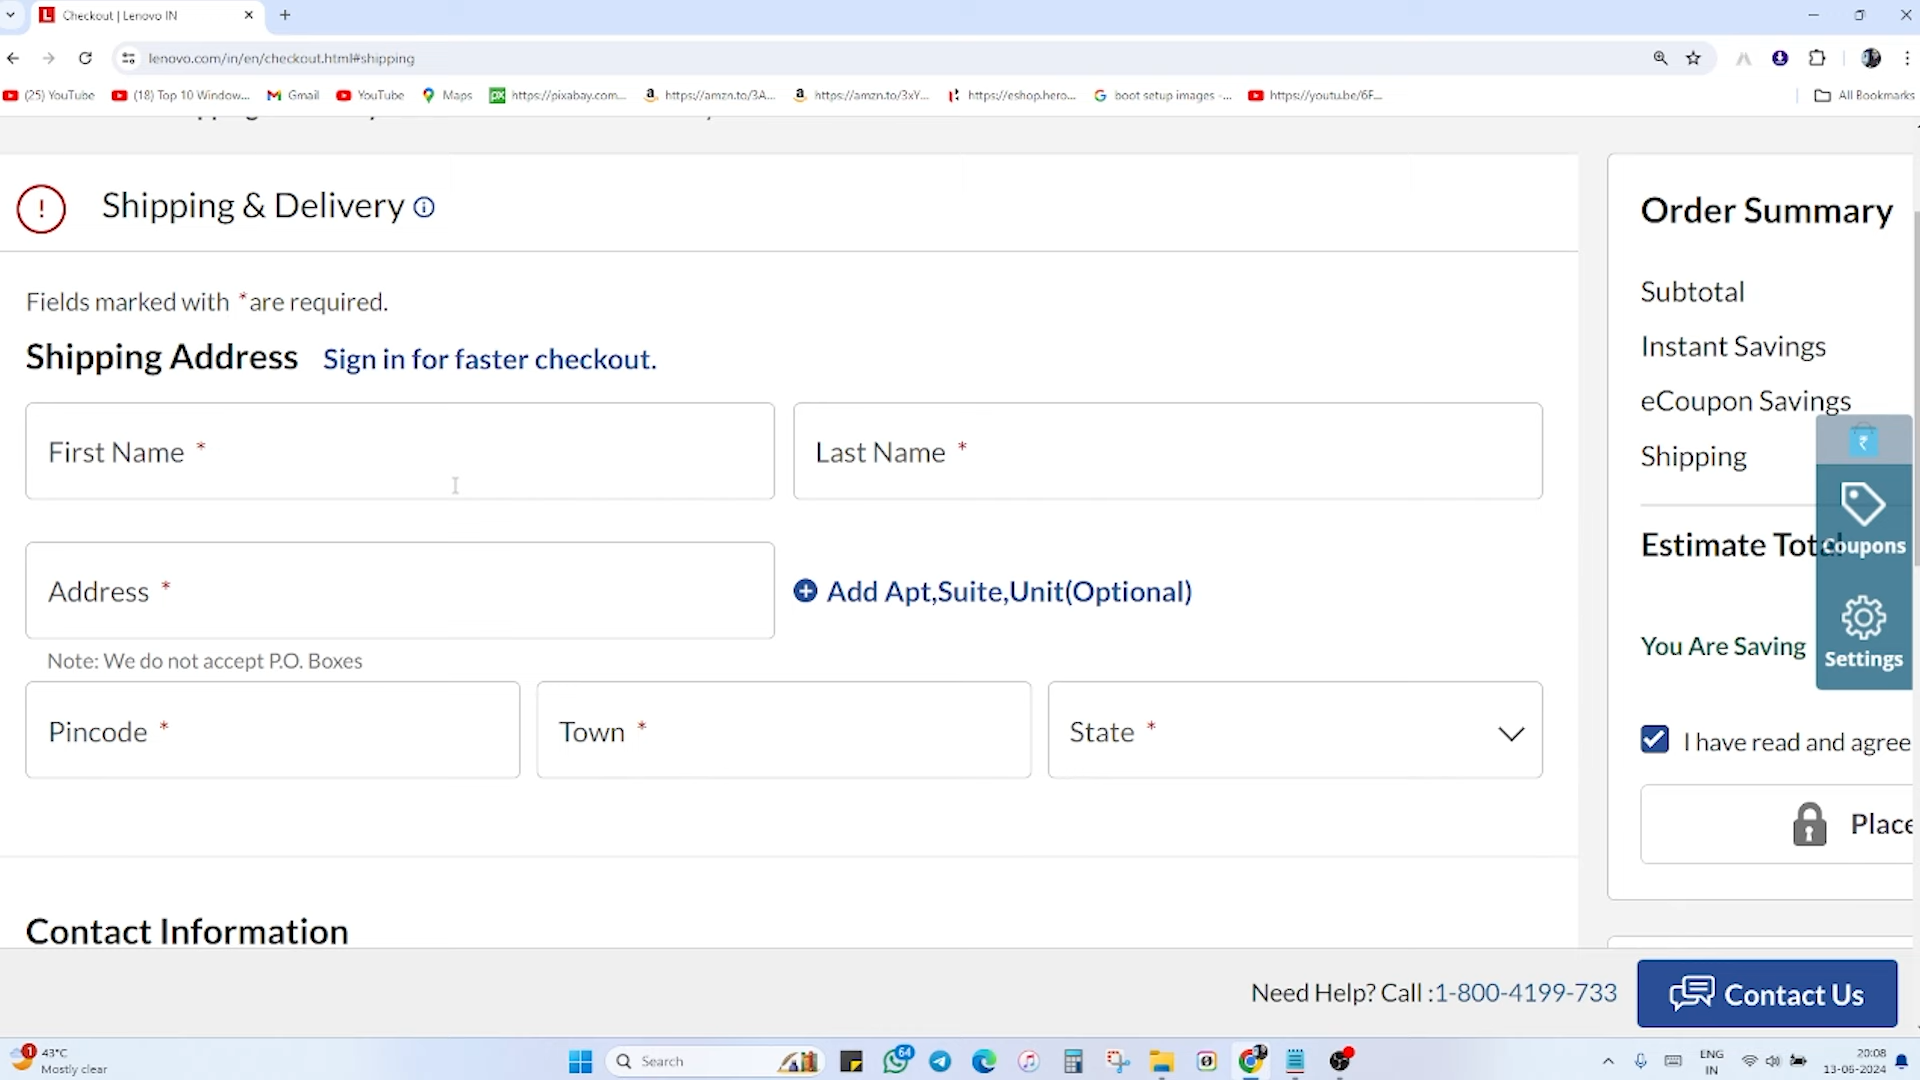 Checkout | Lenovo IN
lenovo.com/in/en/checkout.html#shipping
(25) YouTube
(18) Top 10 Window...
Gmail
YouTube
Maps
https://pixabay.com...
https://amzn.to/3A...
https://amzn.to/3xY...
https://eshop.hero...
boot setup images -...
https://youtu.be/6F...
All Bookmarks
Shipping & Delivery
Fields marked with *are required.
Shipping Address Sign in for faster checkout.
First Name *
Last Name *
Address *
Add Apt,Suite,Unit(Optional)
Note: We do not accept P.O. Boxes
Pincode *
Town *
State *
Contact Information
Order Summary
Subtotal
Instant Savings
eCoupon Savings
Shipping
Estimate Total
You Are Saving
I have read and agree
Place
Coupons
Settings
Need Help? Call :1-800-4199-733
Contact Us
1
43°C
Mostly clear
Search
64
ENG
IN
20:08
13-06-2024